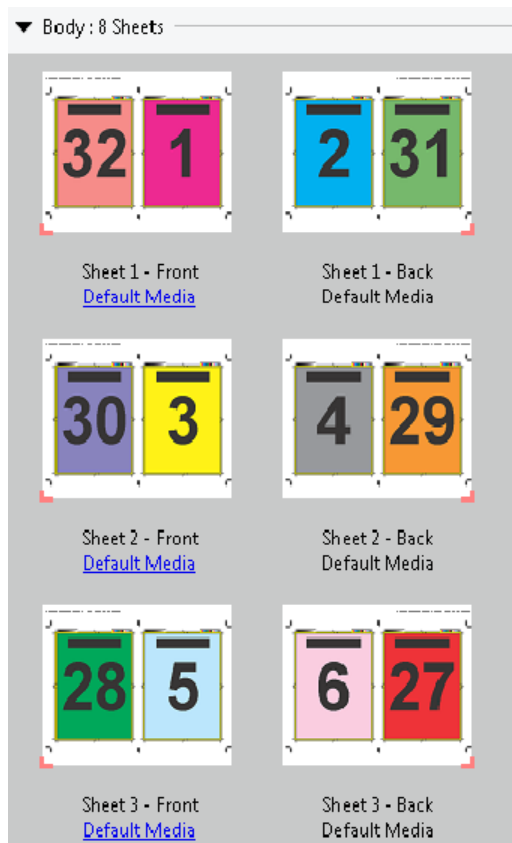 Body : 8 Sheets
32 1 2 31
Sheet 1 - Front Sheet 1 - Back
Default Media Default Media
30 3 4 29
Sheet 2 - Front Sheet 2 - Back
Default Media Default Media
28 5 6 27
Sheet 3 - Front Sheet 3 - Back
Default Media Default Media